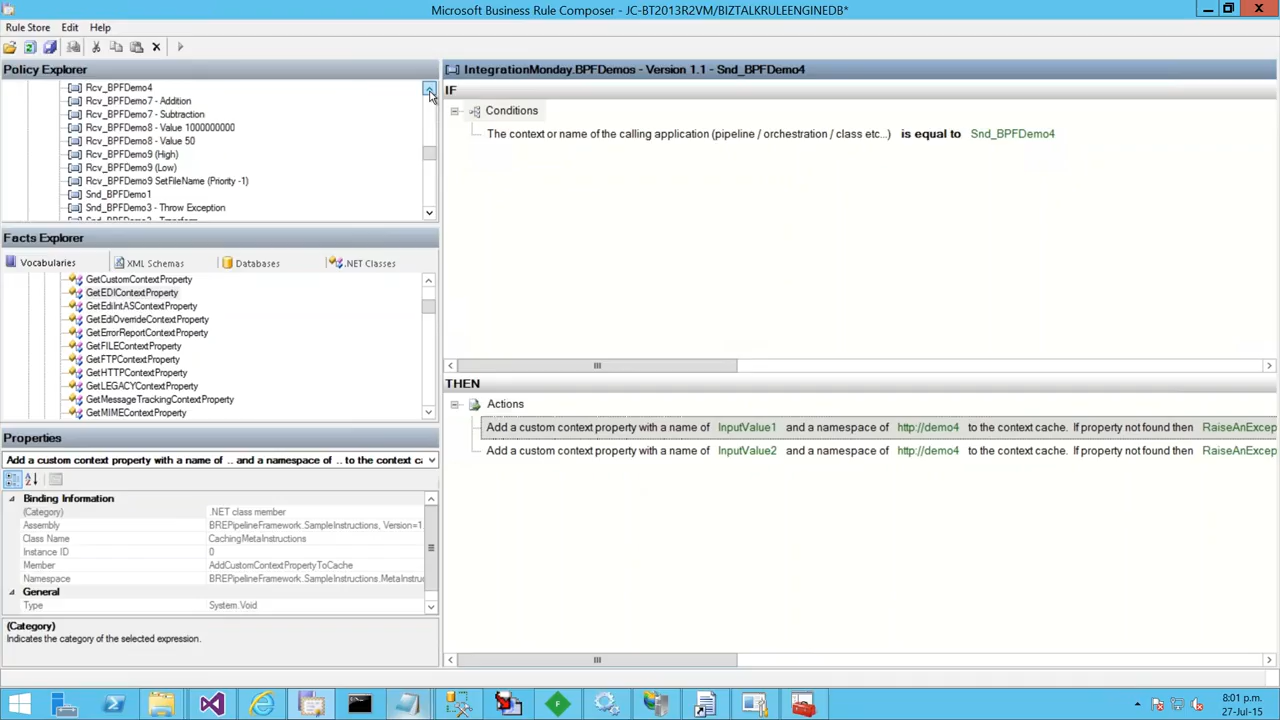 Microsoft Business Rule Composer - JC-BT2013R2VM/BIZTALKRULEENGINEDB*
Rule Store Edit Help
Policy Explorer
Rcv_BPFDemo4
Rcv_BPFDemo7 - Addition
Rcv_BPFDemo7 - Subtraction
Rcv_BPFDemo8 - Value 1000000000
Rcv_BPFDemo8 - Value 50
Rcv_BPFDemo9 (High)
Rcv_BPFDemo9 (Low)
Rcv_BPFDemo9 SetFileName (Priority -1)
Snd_BPFDemo1
Snd_BPFDemo3 - Throw Exception
Facts Explorer
Vocabularies XML Schemas Databases .NET Classes
GetCustomContextProperty
GetEDIContextProperty
GetEdiIntASContextProperty
GetEdiOverrideContextProperty
GetErrorReportContextProperty
GetFILEContextProperty
GetFTPContextProperty
GetHTTPContextProperty
GetLEGACYContextProperty
GetMessageTrackingContextProperty
GetMIMEContextProperty
Properties
Add a custom context property with a name of .. and a namespace of .. to the context ca
Binding Information
(Category) .NET class member
Assembly BREPipelineFramework.SampleInstructions, Version=1
Class Name CachingMetaInstructions
Instance ID 0
Member AddCustomContextPropertyToCache
Namespace BREPipelineFramework.SampleInstructions.MetaInstruc
General
Type System.Void
(Category)
Indicates the category of the selected expression.
IntegrationMonday.BPFDemos - Version 1.1 - Snd_BPFDemo4
IF
Conditions
The context or name of the calling application (pipeline / orchestration / class etc...) is equal to Snd_BPFDemo4
THEN
Actions
Add a custom context property with a name of InputValue1 and a namespace of http://demo4 to the context cache. If property not found then RaiseAnExcep
Add a custom context property with a name of InputValue2 and a namespace of http://demo4 to the context cache. If property not found then RaiseAnExcep
8:01 p.m.
27-Jul-15